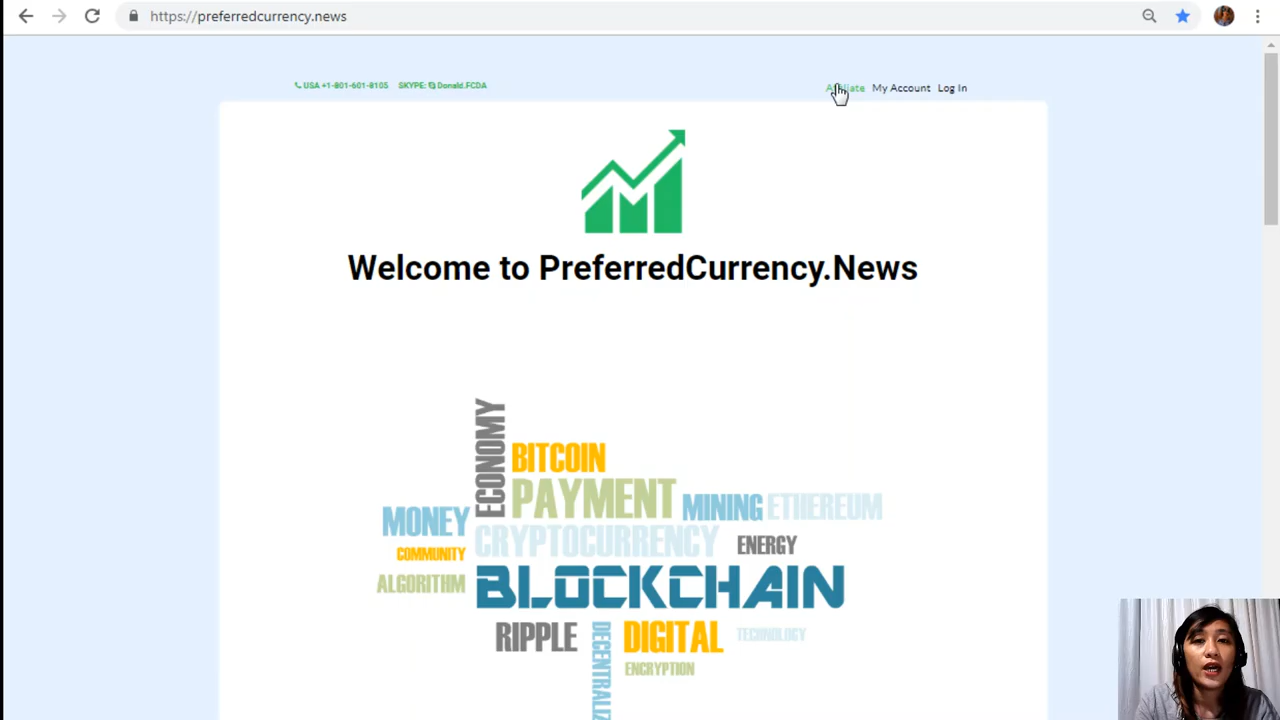 https://preferredcurrency.news
USA +1-801-601-8105 SKYPE: Donald.FCDA
Affiliate My Account Log In
Welcome to PreferredCurrency.News
ECONOMY
BITCOIN
PAYMENT
MONEY
MINING ETHEREUM
CRYPTOCURRENCY
COMMUNITY
ENERGY
ALGORITHM
BLOCKCHAIN
RIPPLE
DIGITAL
TECHNOLOGY
ENCRYPTION